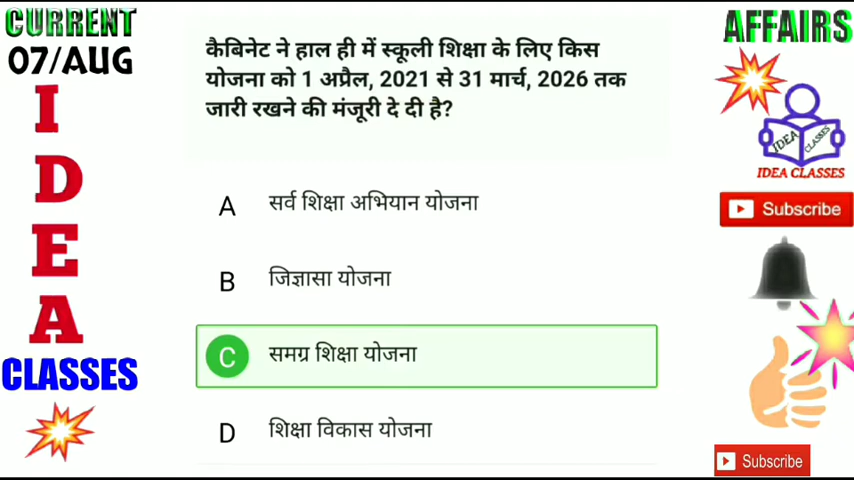 CURRENT
07/AUG
I
D
E
A
CLASSES
कैबिनेट ने हाल ही में स्कूली शिक्षा के लिए किस
योजना को 1 अप्रैल, 2021 से 31 मार्च, 2026 तक
जारी रखने की मंजूरी दे दी है?
A सर्व शिक्षा अभियान योजना
B जिज्ञासा योजना
C समग्र शिक्षा योजना
D शिक्षा विकास योजना
AFFAIRS
IDEA CLASSES
IDEA CLASSES
Subscribe
Subscribe